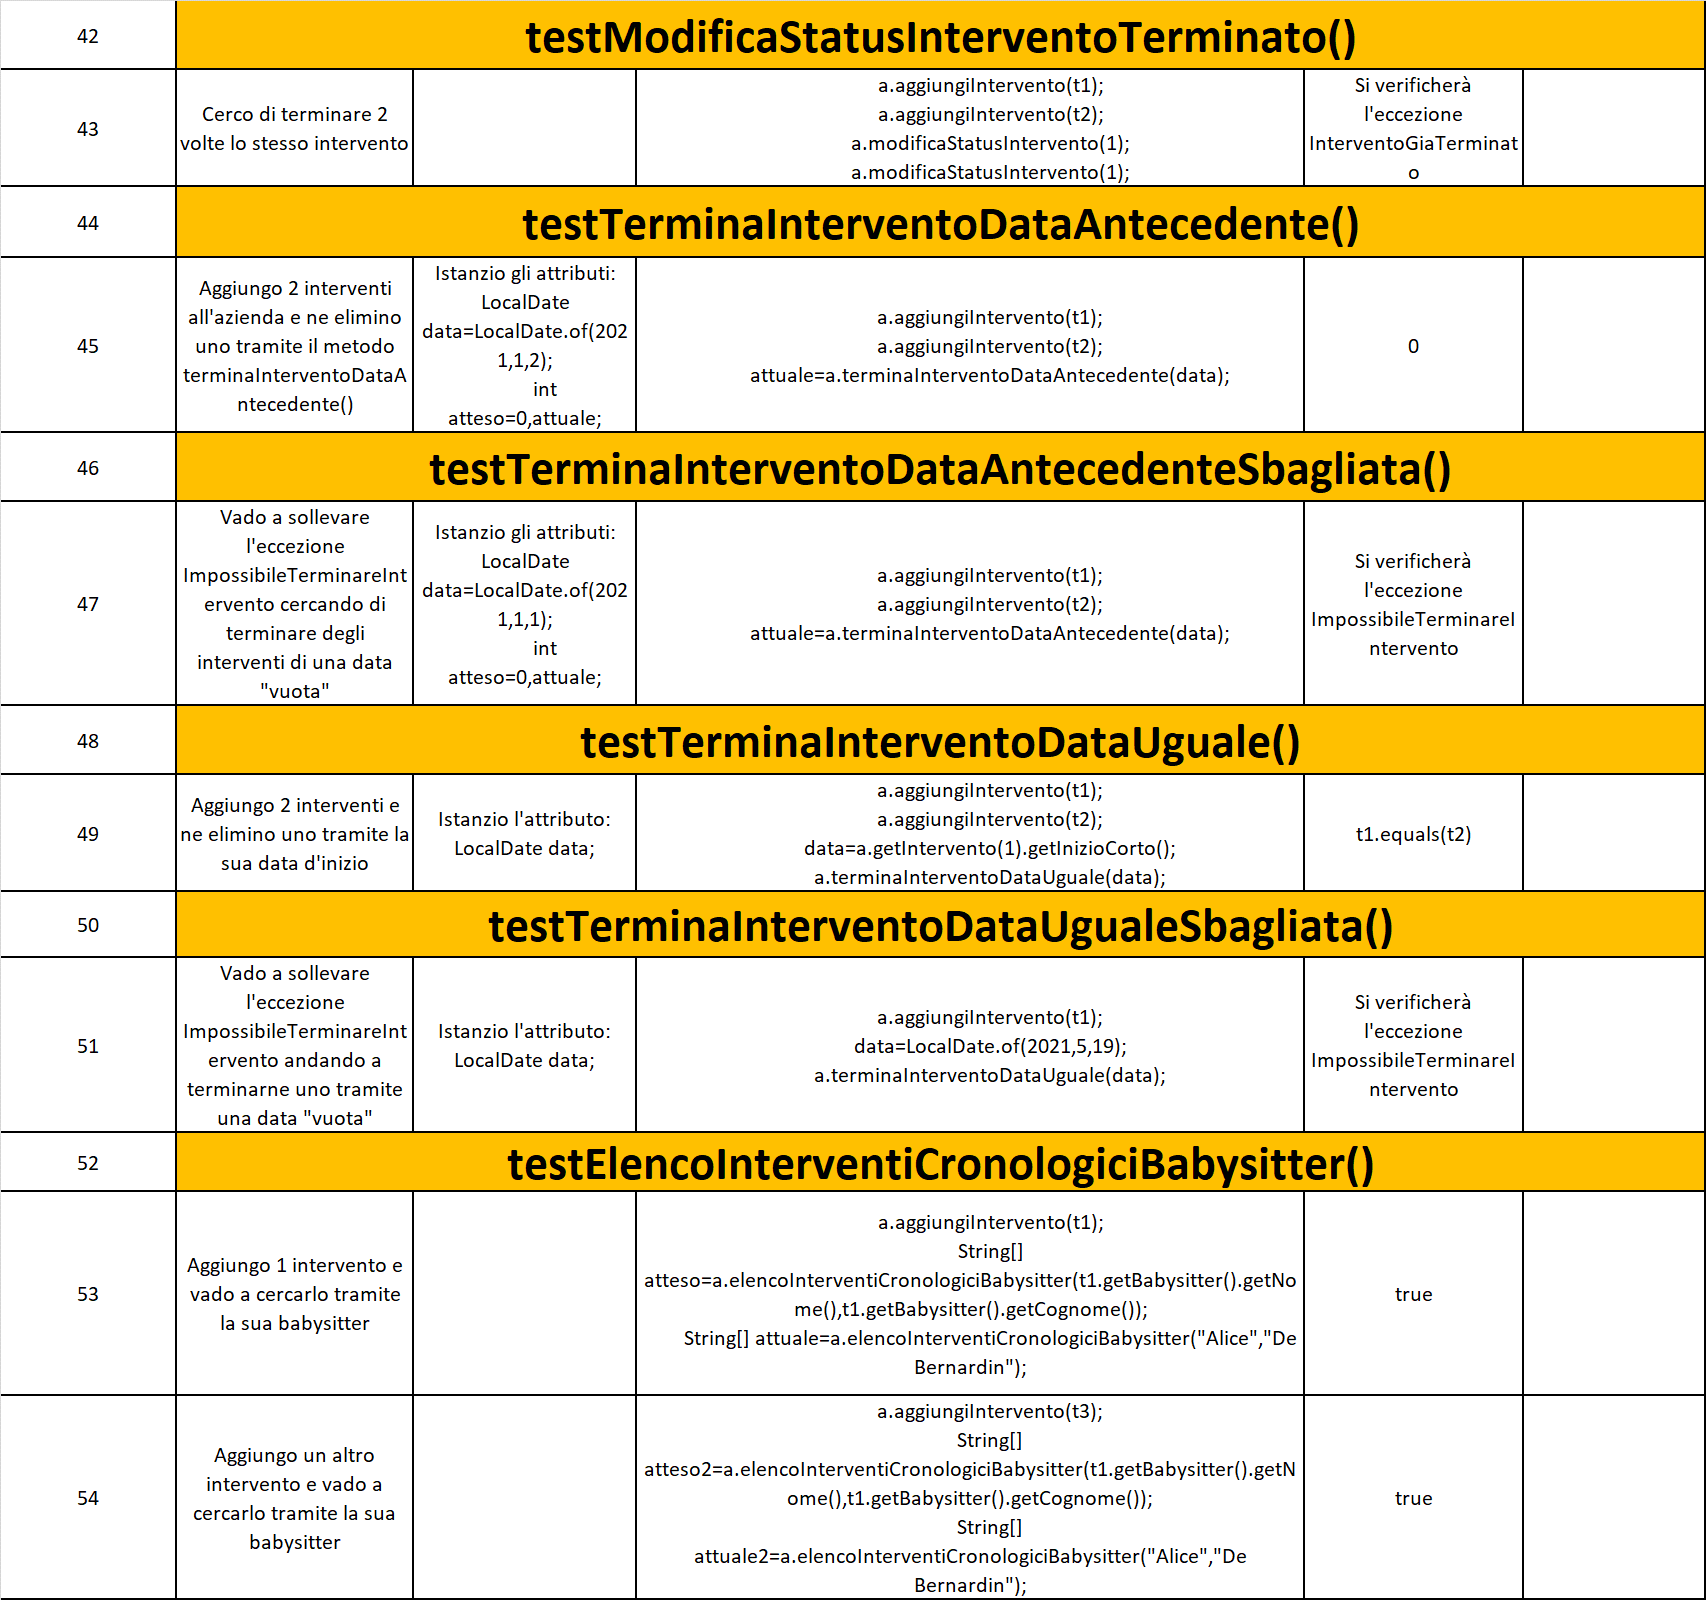 42
testModificaStatusInterventoTerminato()
43
Cerco di terminare 2
volte lo stesso intervento
a.aggiungiIntervento(t1);
a.aggiungiIntervento(t2);
a.modificaStatusIntervento(1);
a.modificaStatusIntervento(1);
Si verificherà
l'eccezione
InterventoGiaTerminat
o
44
testTerminaInterventoDataAntecedente()
45
Aggiungo 2 interventi
all'azienda e ne elimino
uno tramite il metodo
terminaInterventoDataA
ntecedente()
Istanzio gli attributi:
LocalDate
data=LocalDate.of(202
1,1,2);
int
atteso=0,attuale;
a.aggiungiIntervento(t1);
a.aggiungiIntervento(t2);
attuale=a.terminaInterventoDataAntecedente(data);
0
46
testTerminaInterventoDataAntecedenteSbagliata()
47
Vado a sollevare
l'eccezione
ImpossibileTerminareInt
ervento cercando di
terminare degli
interventi di una data
"vuota"
Istanzio gli attributi:
LocalDate
data=LocalDate.of(202
1,1,1);
int
atteso=0,attuale;
a.aggiungiIntervento(t1);
a.aggiungiIntervento(t2);
attuale=a.terminaInterventoDataAntecedente(data);
Si verificherà
l'eccezione
ImpossibileTerminareI
ntervento
48
testTerminaInterventoDataUguale()
49
Aggiungo 2 interventi e
ne elimino uno tramite la
sua data d'inizio
Istanzio l'attributo:
LocalDate data;
a.aggiungiIntervento(t1);
a.aggiungiIntervento(t2);
data=a.getIntervento(1).getInizioCorto();
a.terminaInterventoDataUguale(data);
t1.equals(t2)
50
testTerminaInterventoDataUgualeSbagliata()
51
Vado a sollevare
l'eccezione
ImpossibileTerminareInt
ervento andando a
terminarne uno tramite
una data "vuota"
Istanzio l'attributo:
LocalDate data;
a.aggiungiIntervento(t1);
data=LocalDate.of(2021,5,19);
a.terminaInterventoDataUguale(data);
Si verificherà
l'eccezione
ImpossibileTerminareI
ntervento
52
testElencoInterventiCronologiciBabysitter()
53
Aggiungo 1 intervento e
vado a cercarlo tramite
la sua babysitter
a.aggiungiIntervento(t1);
String[]
atteso=a.elencoInterventiCronologiciBabysitter(t1.getBabysitter().getNo
me(),t1.getBabysitter().getCognome());
String[] attuale=a.elencoInterventiCronologiciBabysitter("Alice","De
Bernardin");
true
54
Aggiungo un altro
intervento e vado a
cercarlo tramite la sua
babysitter
a.aggiungiIntervento(t3);
String[]
atteso2=a.elencoInterventiCronologiciBabysitter(t1.getBabysitter().getN
ome(),t1.getBabysitter().getCognome());
String[]
attuale2=a.elencoInterventiCronologiciBabysitter("Alice","De
Bernardin");
true